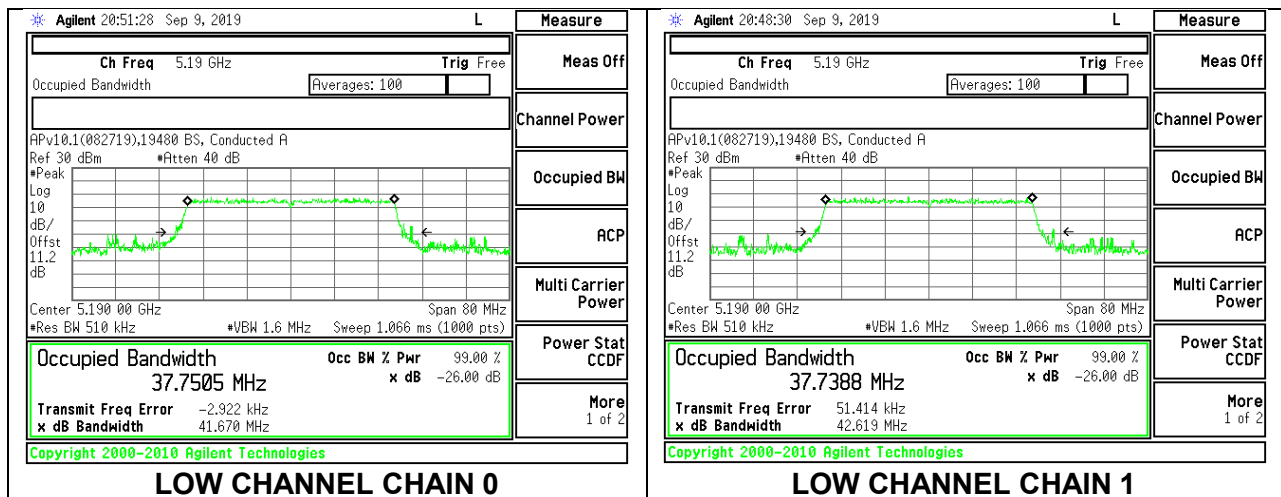 Agilent 20:51:28 Sep 9, 2019 L
Measure
Ch Freq 5.19 GHz Trig Free
Meas Off
Occupied Bandwidth Averages: 100
Channel Power
APv10.1(082719),19480 BS, Conducted A
Ref 30 dBm #Atten 40 dB
#Peak
Log
10
dB/
Offst
11.2
dB
Occupied BW
ACP
Multi Carrier
Power
Center 5.190 00 GHz Span 80 MHz
#Res BW 510 kHz #VBW 1.6 MHz Sweep 1.066 ms (1000 pts)
Power Stat
CCDF
Occupied Bandwidth Occ BW % Pwr 99.00 %
37.7505 MHz x dB -26.00 dB
Transmit Freq Error -2.922 kHz
x dB Bandwidth 41.670 MHz
More
1 of 2
Copyright 2000-2010 Agilent Technologies
LOW CHANNEL CHAIN 0
Agilent 20:48:30 Sep 9, 2019 L
Measure
Ch Freq 5.19 GHz Trig Free
Meas Off
Occupied Bandwidth Averages: 100
Channel Power
APv10.1(082719),19480 BS, Conducted A
Ref 30 dBm #Atten 40 dB
#Peak
Log
10
dB/
Offst
11.2
dB
Occupied BW
ACP
Multi Carrier
Power
Center 5.190 00 GHz Span 80 MHz
#Res BW 510 kHz #VBW 1.6 MHz Sweep 1.066 ms (1000 pts)
Power Stat
CCDF
Occupied Bandwidth Occ BW % Pwr 99.00 %
37.7388 MHz x dB -26.00 dB
Transmit Freq Error 51.414 kHz
x dB Bandwidth 42.619 MHz
More
1 of 2
Copyright 2000-2010 Agilent Technologies
LOW CHANNEL CHAIN 1